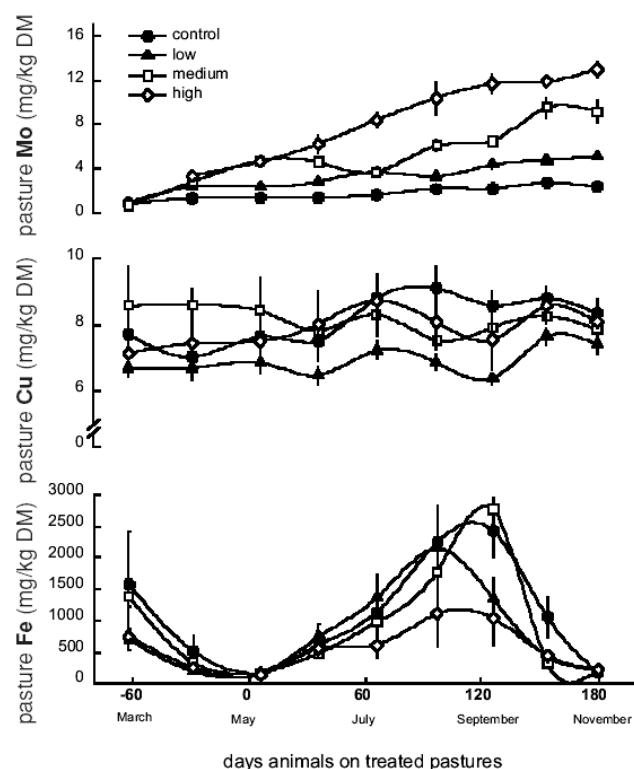 control
low
medium
high
pasture Mo (mg/kg DM)
16
12
8
4
0
pasture Cu (mg/kg DM)
10
8
6
0
pasture Fe (mg/kg DM)
3000
2500
2000
1500
1000
500
0
-60 0 60 120 180
March May July September November
days animals on treated pastures